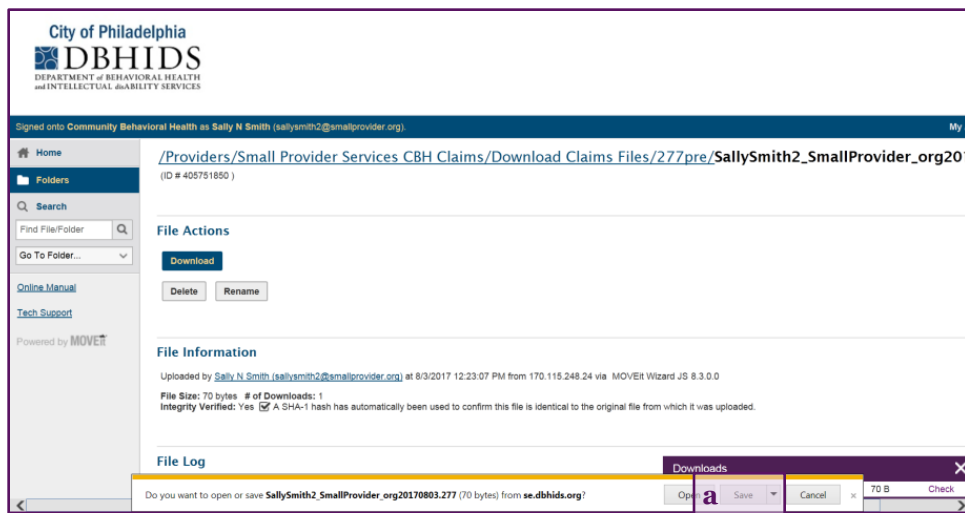 City of Philadelphia
DBHIDS
DEPARTMENT of BEHAVIORAL HEALTH
and INTELLECTUAL disABILITY SERVICES
Signed onto Community Behavioral Health as Sally N Smith (sallysmith2@smallprovider.org).
My
Home
Folders
Search
Find File/Folder
Go To Folder...
Online Manual
Tech Support
Powered by MOVEit
/Providers/Small Provider Services CBH Claims/Download Claims Files/277pre/SallySmith2_SmallProvider_org201
(ID # 405751850 )
File Actions
Download
Delete Rename
File Information
Uploaded by Sally N Smith (sallysmith2@smallprovider.org) at 8/3/2017 12:23:07 PM from 170.115.248.24 via MOVEit Wizard JS 8.3.0.0
File Size: 70 bytes # of Downloads: 1
Integrity Verified: Yes A SHA-1 hash has automatically been used to confirm this file is identical to the original file from which it was uploaded.
File Log
Downloads
Do you want to open or save SallySmith2_SmallProvider_org20170803.277 (70 bytes) from se.dbhids.org?
Open a Save Cancel ×
70 B Check